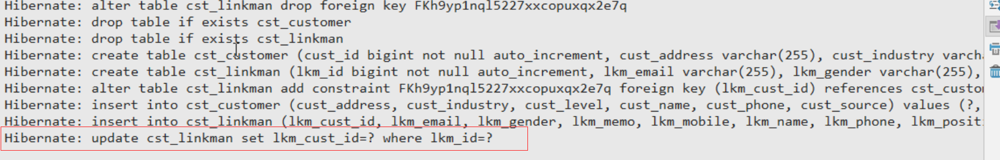 Hibernate: alter table cst_linkman drop foreign key FKh9yp1nql5227xxcopuxqx2e7q
Hibernate: drop table if exists cst_customer
Hibernate: drop table if exists cst_linkman
Hibernate: create table cst_customer (cust_id bigint not null auto_increment, cust_address varchar(255), cust_industry varcha
Hibernate: create table cst_linkman (lkm_id bigint not null auto_increment, lkm_email varchar(255), lkm_gender varchar(255),
Hibernate: alter table cst_linkman add constraint FKh9yp1nql5227xxcopuxqx2e7q foreign key (lkm_cust_id) references cst_custom
Hibernate: insert into cst_customer (cust_address, cust_industry, cust_level, cust_name, cust_phone, cust_source) values (?,
Hibernate: insert into cst_linkman (lkm_cust_id, lkm_email, lkm_gender, lkm_memo, lkm_mobile, lkm_name, lkm_phone, lkm_positi
Hibernate: update cst_linkman set lkm_cust_id=? where lkm_id=?